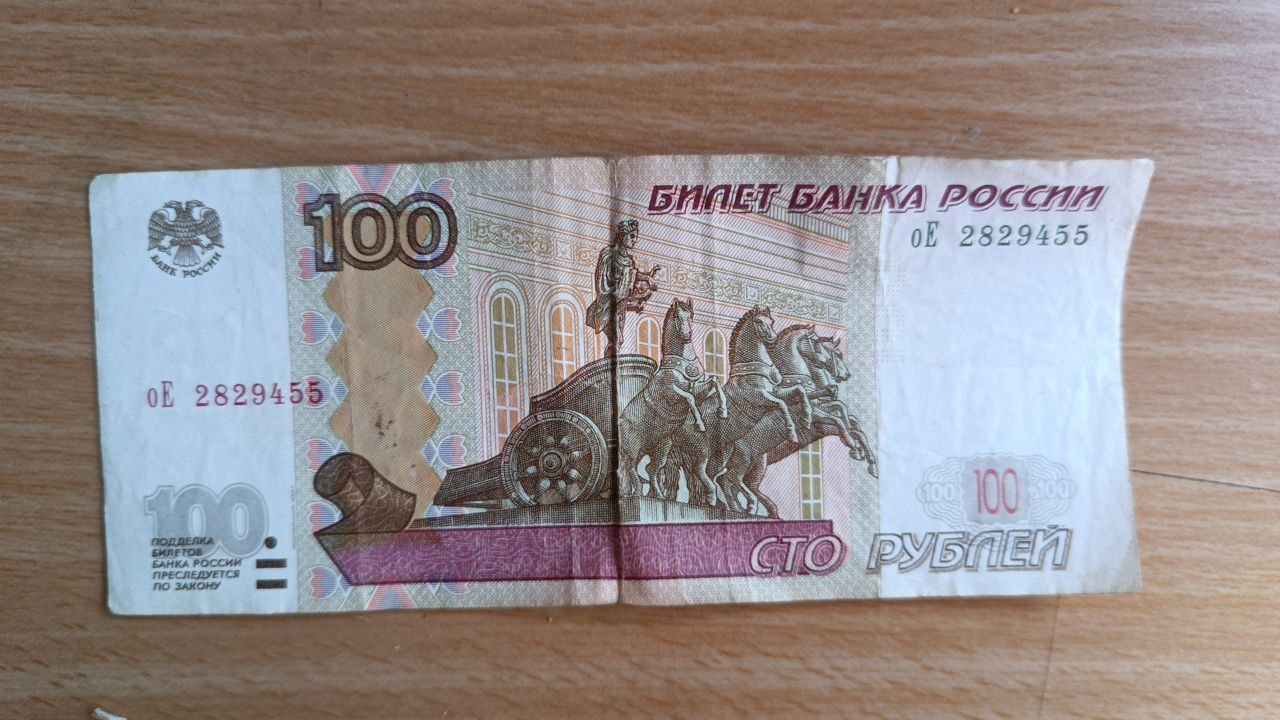 БАНК РОССИИ
100
БИЛЕТ БАНКА РОССИИ
оЕ 2829455
оЕ 2829455
100
ПОДДЕЛКА
БИЛЕТОВ
БАНКА РОССИИ
ПРЕСЛЕДУЕТСЯ
ПО ЗАКОНУ
100 100 100
СТО РУБЛЕЙ